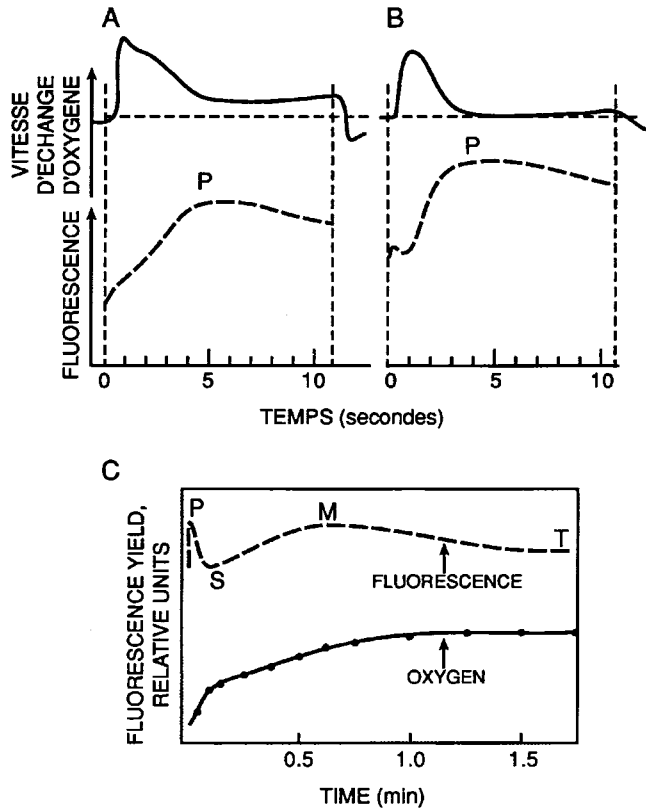 A
B
VITESSE
D'ECHANGE
D'OXYGENE
P
P
FLUORESCENCE
0 5 10 0 5 10
TEMPS (secondes)
C
P M T
S
FLUORESCENCE
OXYGEN
FLUORESCENCE YIELD,
RELATIVE UNITS
0.5 1.0 1.5
TIME (min)